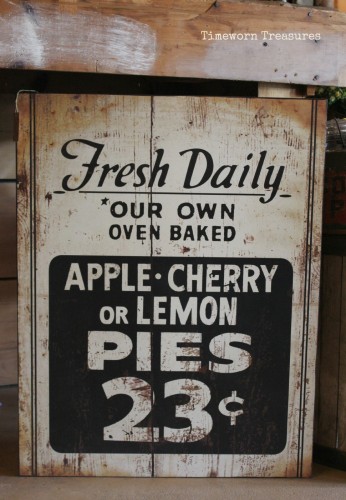 Timeworn Treasures
Fresh Daily
*OUR OWN
OVEN BAKED
APPLE·CHERRY
OR LEMON
PIES
23¢